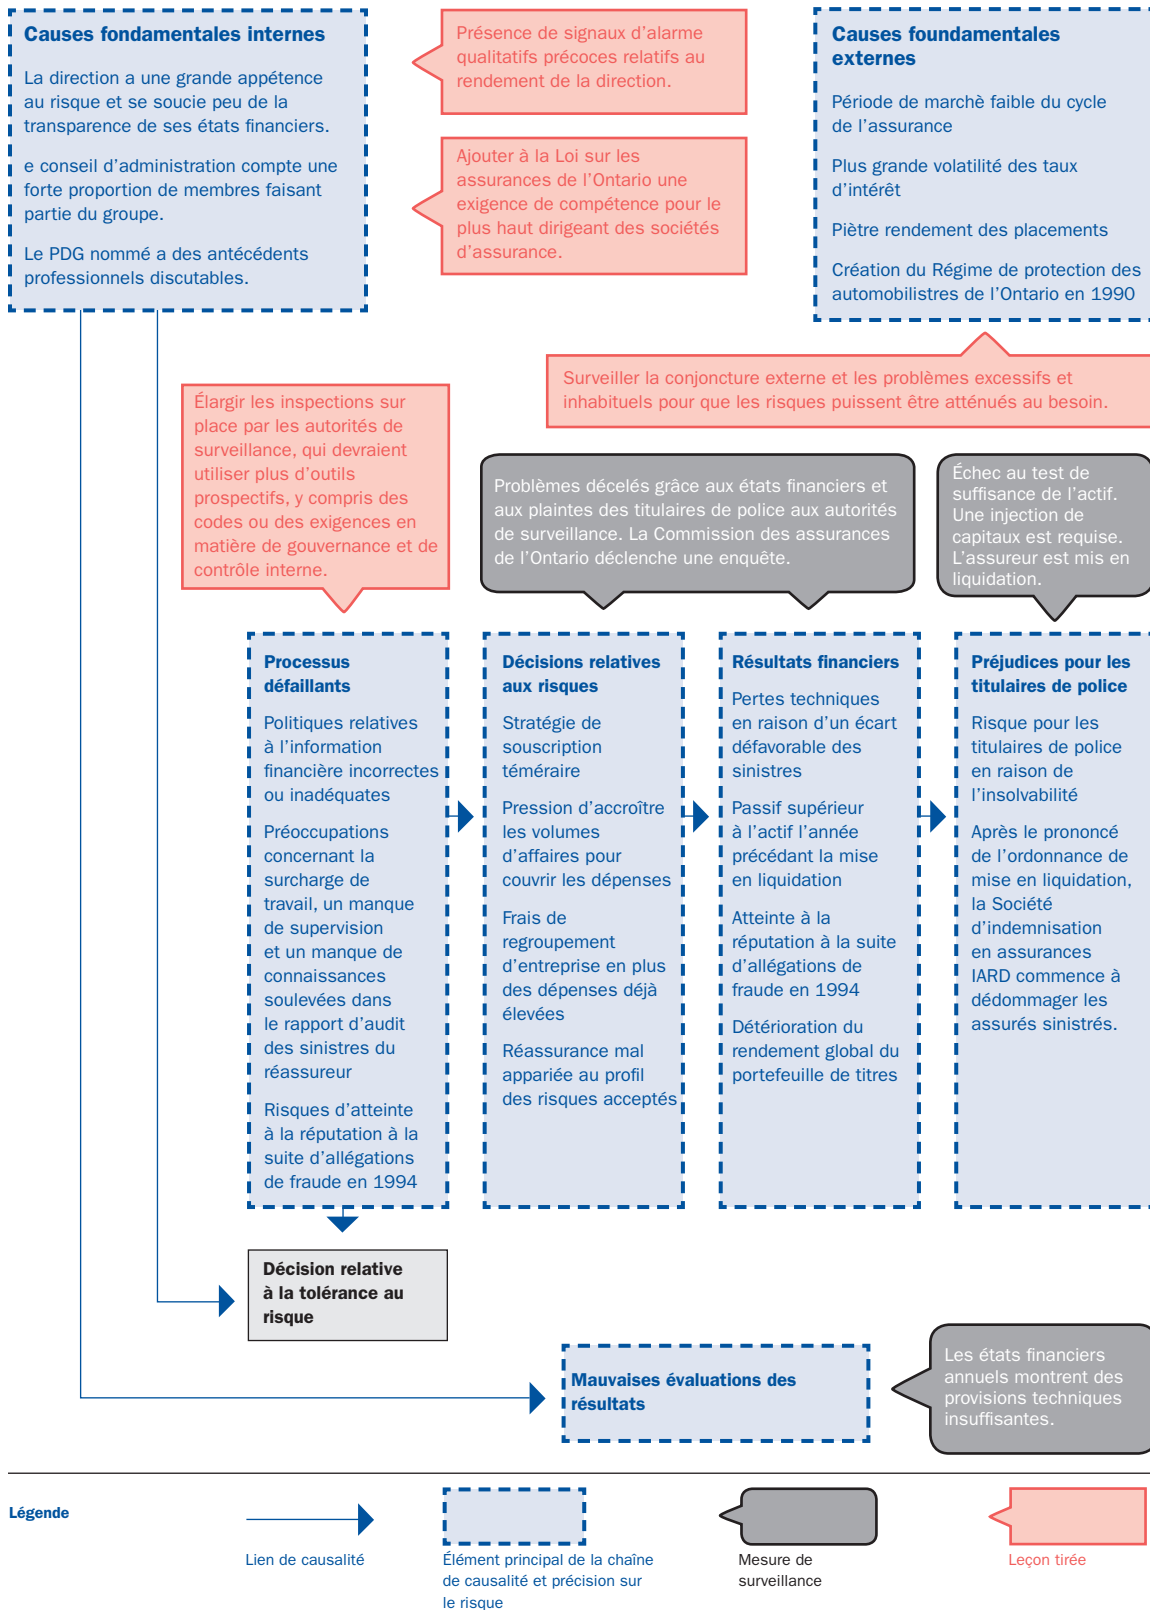 Causes fondamentales internes
La direction a une grande appétence
au risque et se soucie peu de la
transparence de ses états financiers.
e conseil d'administration compte une
forte proportion de membres faisant
partie du groupe.
Le PDG nommé a des antécédents
professionnels discutables.
Présence de signaux d'alarme
qualitatifs précoces relatifs au
rendement de la direction.
Ajouter à la Loi sur les
assurances de l'Ontario une
exigence de compétence pour le
plus haut dirigeant des sociétés
d'assurance.
Causes foundamentales
externes
Période de marchè faible du cycle
de l'assurance
Plus grande volatilité des taux
d'intérêt
Piètre rendement des placements
Création du Régime de protection des
automobilistres de l'Ontario en 1990
Surveiller la conjoncture externe et les problèmes excessifs et
inhabituels pour que les risques puissent être atténués au besoin.
Élargir les inspections sur
place par les autorités de
surveillance, qui devraient
utiliser plus d'outils
prospectifs, y compris des
codes ou des exigences en
matière de gouvernance et de
contrôle interne.
Problèmes décelés grâce aux états financiers et
aux plaintes des titulaires de police aux autorités
de surveillance. La Commission des assurances
de l'Ontario déclenche une enquête.
Échec au test de
suffisance de l'actif.
Une injection de
capitaux est requise.
L'assureur est mis en
liquidation.
Processus
défaillants
Politiques relatives
à l'information
financière incorrectes
ou inadéquates
Préoccupations
concernant la
surcharge de
travail, un manque
de supervision
et un manque de
connaissances
soulevées dans
le rapport d'audit
des sinistres du
réassureur
Risques d'atteinte
à la réputation à la
suite d'allégations
de fraude en 1994
Décisions relatives
aux risques
Stratégie de
souscription
téméraire
Pression d'accroître
les volumes
d'affaires pour
couvrir les dépenses
Frais de
regroupement
d'entreprise en plus
des dépenses déjà
élevées
Réassurance mal
appariée au profil
des risques acceptés
Résultats financiers
Pertes techniques
en raison d'un écart
défavorable des
sinistres
Passif supérieur
à l'actif l'année
précédant la mise
en liquidation
Atteinte à la
réputation à la suite
d'allégations de
fraude en 1994
Détérioration du
rendement global du
portefeuille de titres
Préjudices pour les
titulaires de police
Risque pour les
titulaires de police
en raison de
l'insolvabilité
Après le prononcé
de l'ordonnance de
mise en liquidation,
la Société
d'indemnisation
en assurances
IARD commence à
dédommager les
assurés sinistrés.
Décision relative
à la tolérance au
risque
Mauvaises évaluations des
résultats
Les états financiers
annuels montrent des
provisions techniques
insuffisantes.
Légende
Lien de causalité
Élément principal de la chaîne
de causalité et précision sur
le risque
Mesure de
surveillance
Leçon tirée